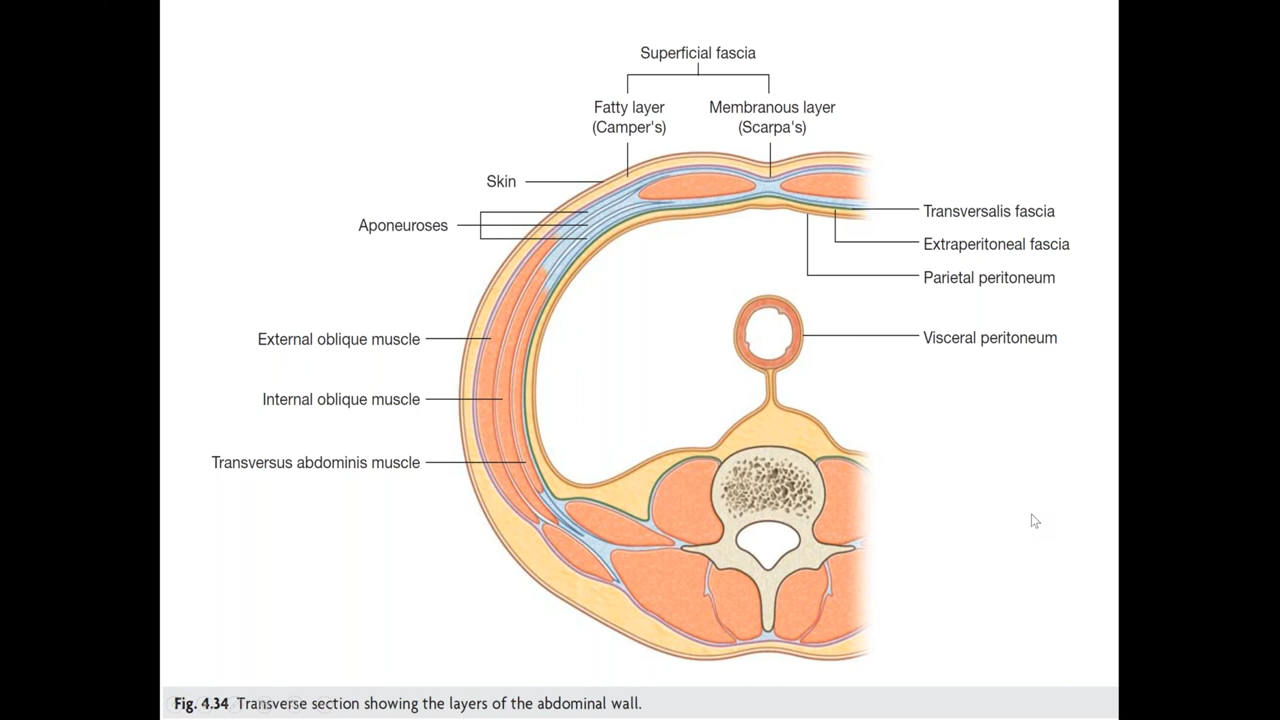 Superficial fascia
Fatty layer
(Camper's)
Membranous layer
(Scarpa's)
Skin
Aponeuroses
Transversalis fascia
Extraperitoneal fascia
Parietal peritoneum
External oblique muscle
Visceral peritoneum
Internal oblique muscle
Transversus abdominis muscle
Fig. 4.34 Transverse section showing the layers of the abdominal wall.